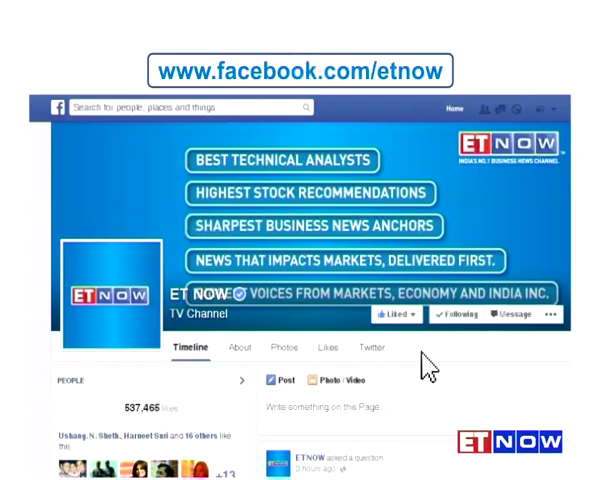 www.facebook.com/etnow
Search for people, places and things
Home
ET NOW
INDIA'S NO.1 BUSINESS NEWS CHANNEL
BEST TECHNICAL ANALYSTS
HIGHEST STOCK RECOMMENDATIONS
SHARPEST BUSINESS NEWS ANCHORS
NEWS THAT IMPACTS MARKETS, DELIVERED FIRST.
VOICES FROM MARKETS, ECONOMY AND INDIA INC.
ET NOW
ET NOW
TV Channel
Liked
Following
Message
Timeline
About
Photos
Likes
Twitter
PEOPLE
537,465 likes
Ushang. N. Sheth, Harneet Suri and 16 others like
this
+13
Post
Photo / Video
Write something on this Page
ETNOW asked a question
2 hours ago
ET NOW